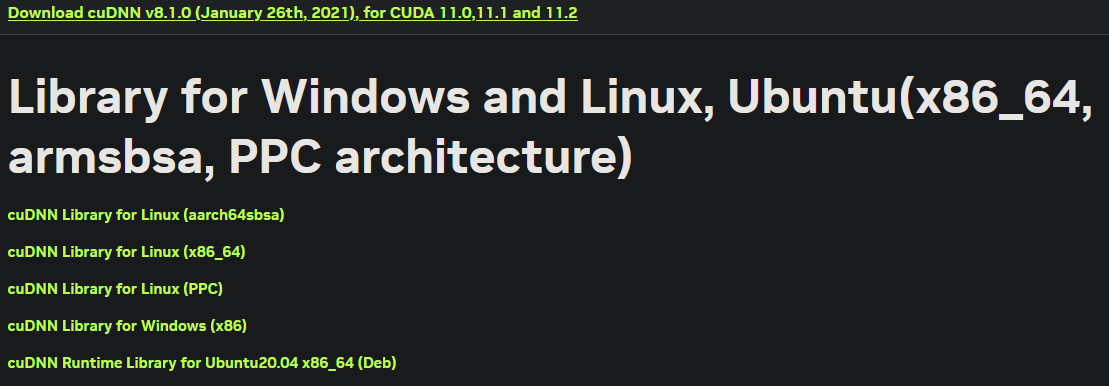 Download cuDNN v8.1.0 (January 26th, 2021), for CUDA 11.0,11.1 and 11.2
Library for Windows and Linux, Ubuntu(x86_64,
armsbsa, PPC architecture)
cuDNN Library for Linux (aarch64sbsa)
cuDNN Library for Linux (x86_64)
cuDNN Library for Linux (PPC)
cuDNN Library for Windows (x86)
cuDNN Runtime Library for Ubuntu20.04 x86_64 (Deb)